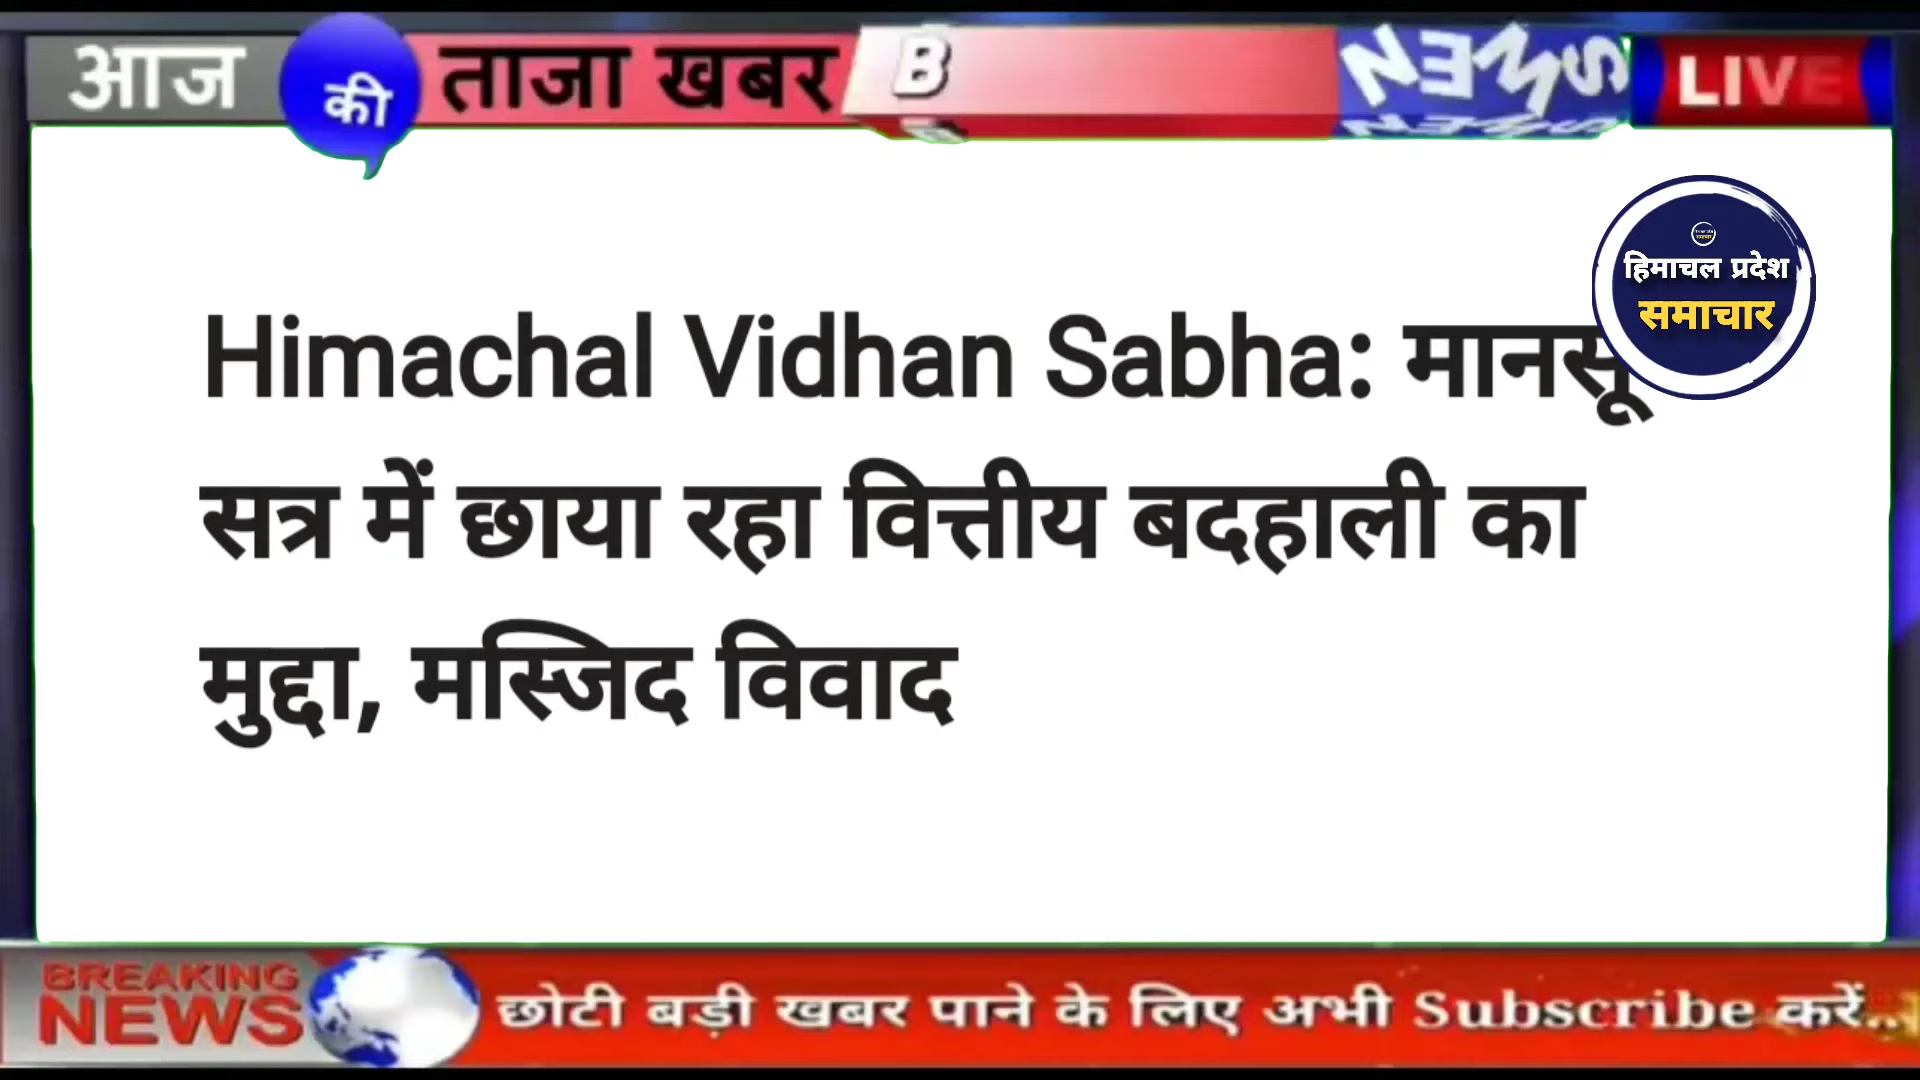 आज की ताजा खबर B NEWS LIVE
हिमाचल प्रदेश
समाचार
Himachal Vidhan Sabha: मानसू
सत्र में छाया रहा वित्तीय बदहाली का
मुद्दा, मस्जिद विवाद
BREAKING
NEWS
छोटी बड़ी खबर पाने के लिए अभी Subscribe करें..